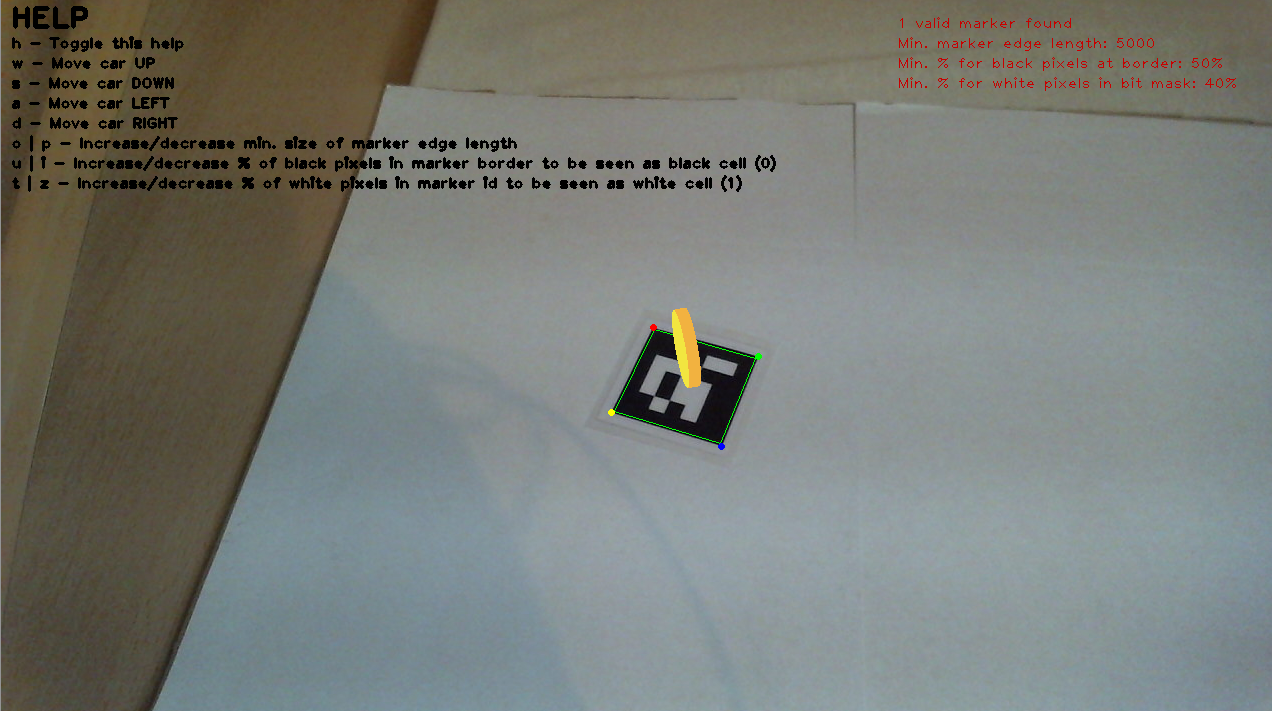 HELP
h - Toggle this help
w - Move car UP
s - Move car DOWN
a - Move car LEFT
d - Move car RIGHT
o | p - Increase/decrease min. size of marker edge length
u | i - Increase/decrease % of black pixels in marker border to be seen as black cell (0)
t | z - Increase/decrease % of white pixels in marker id to be seen as white cell (1)
1 valid marker found
Min. marker edge length: 5000
Min. % for black pixels at border: 50%
Min. % for white pixels in bit mask: 40%